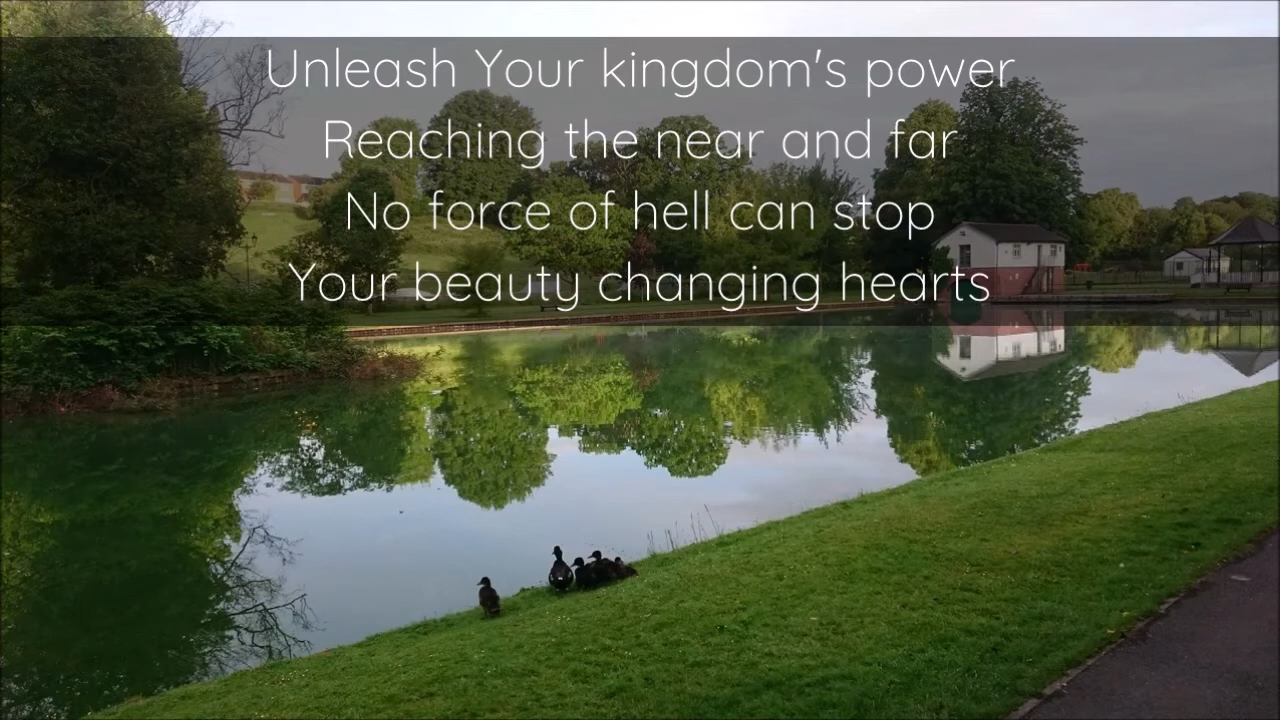 Unleash Your kingdom's power
Reaching the near and far
No force of hell can stop
Your beauty changing hearts